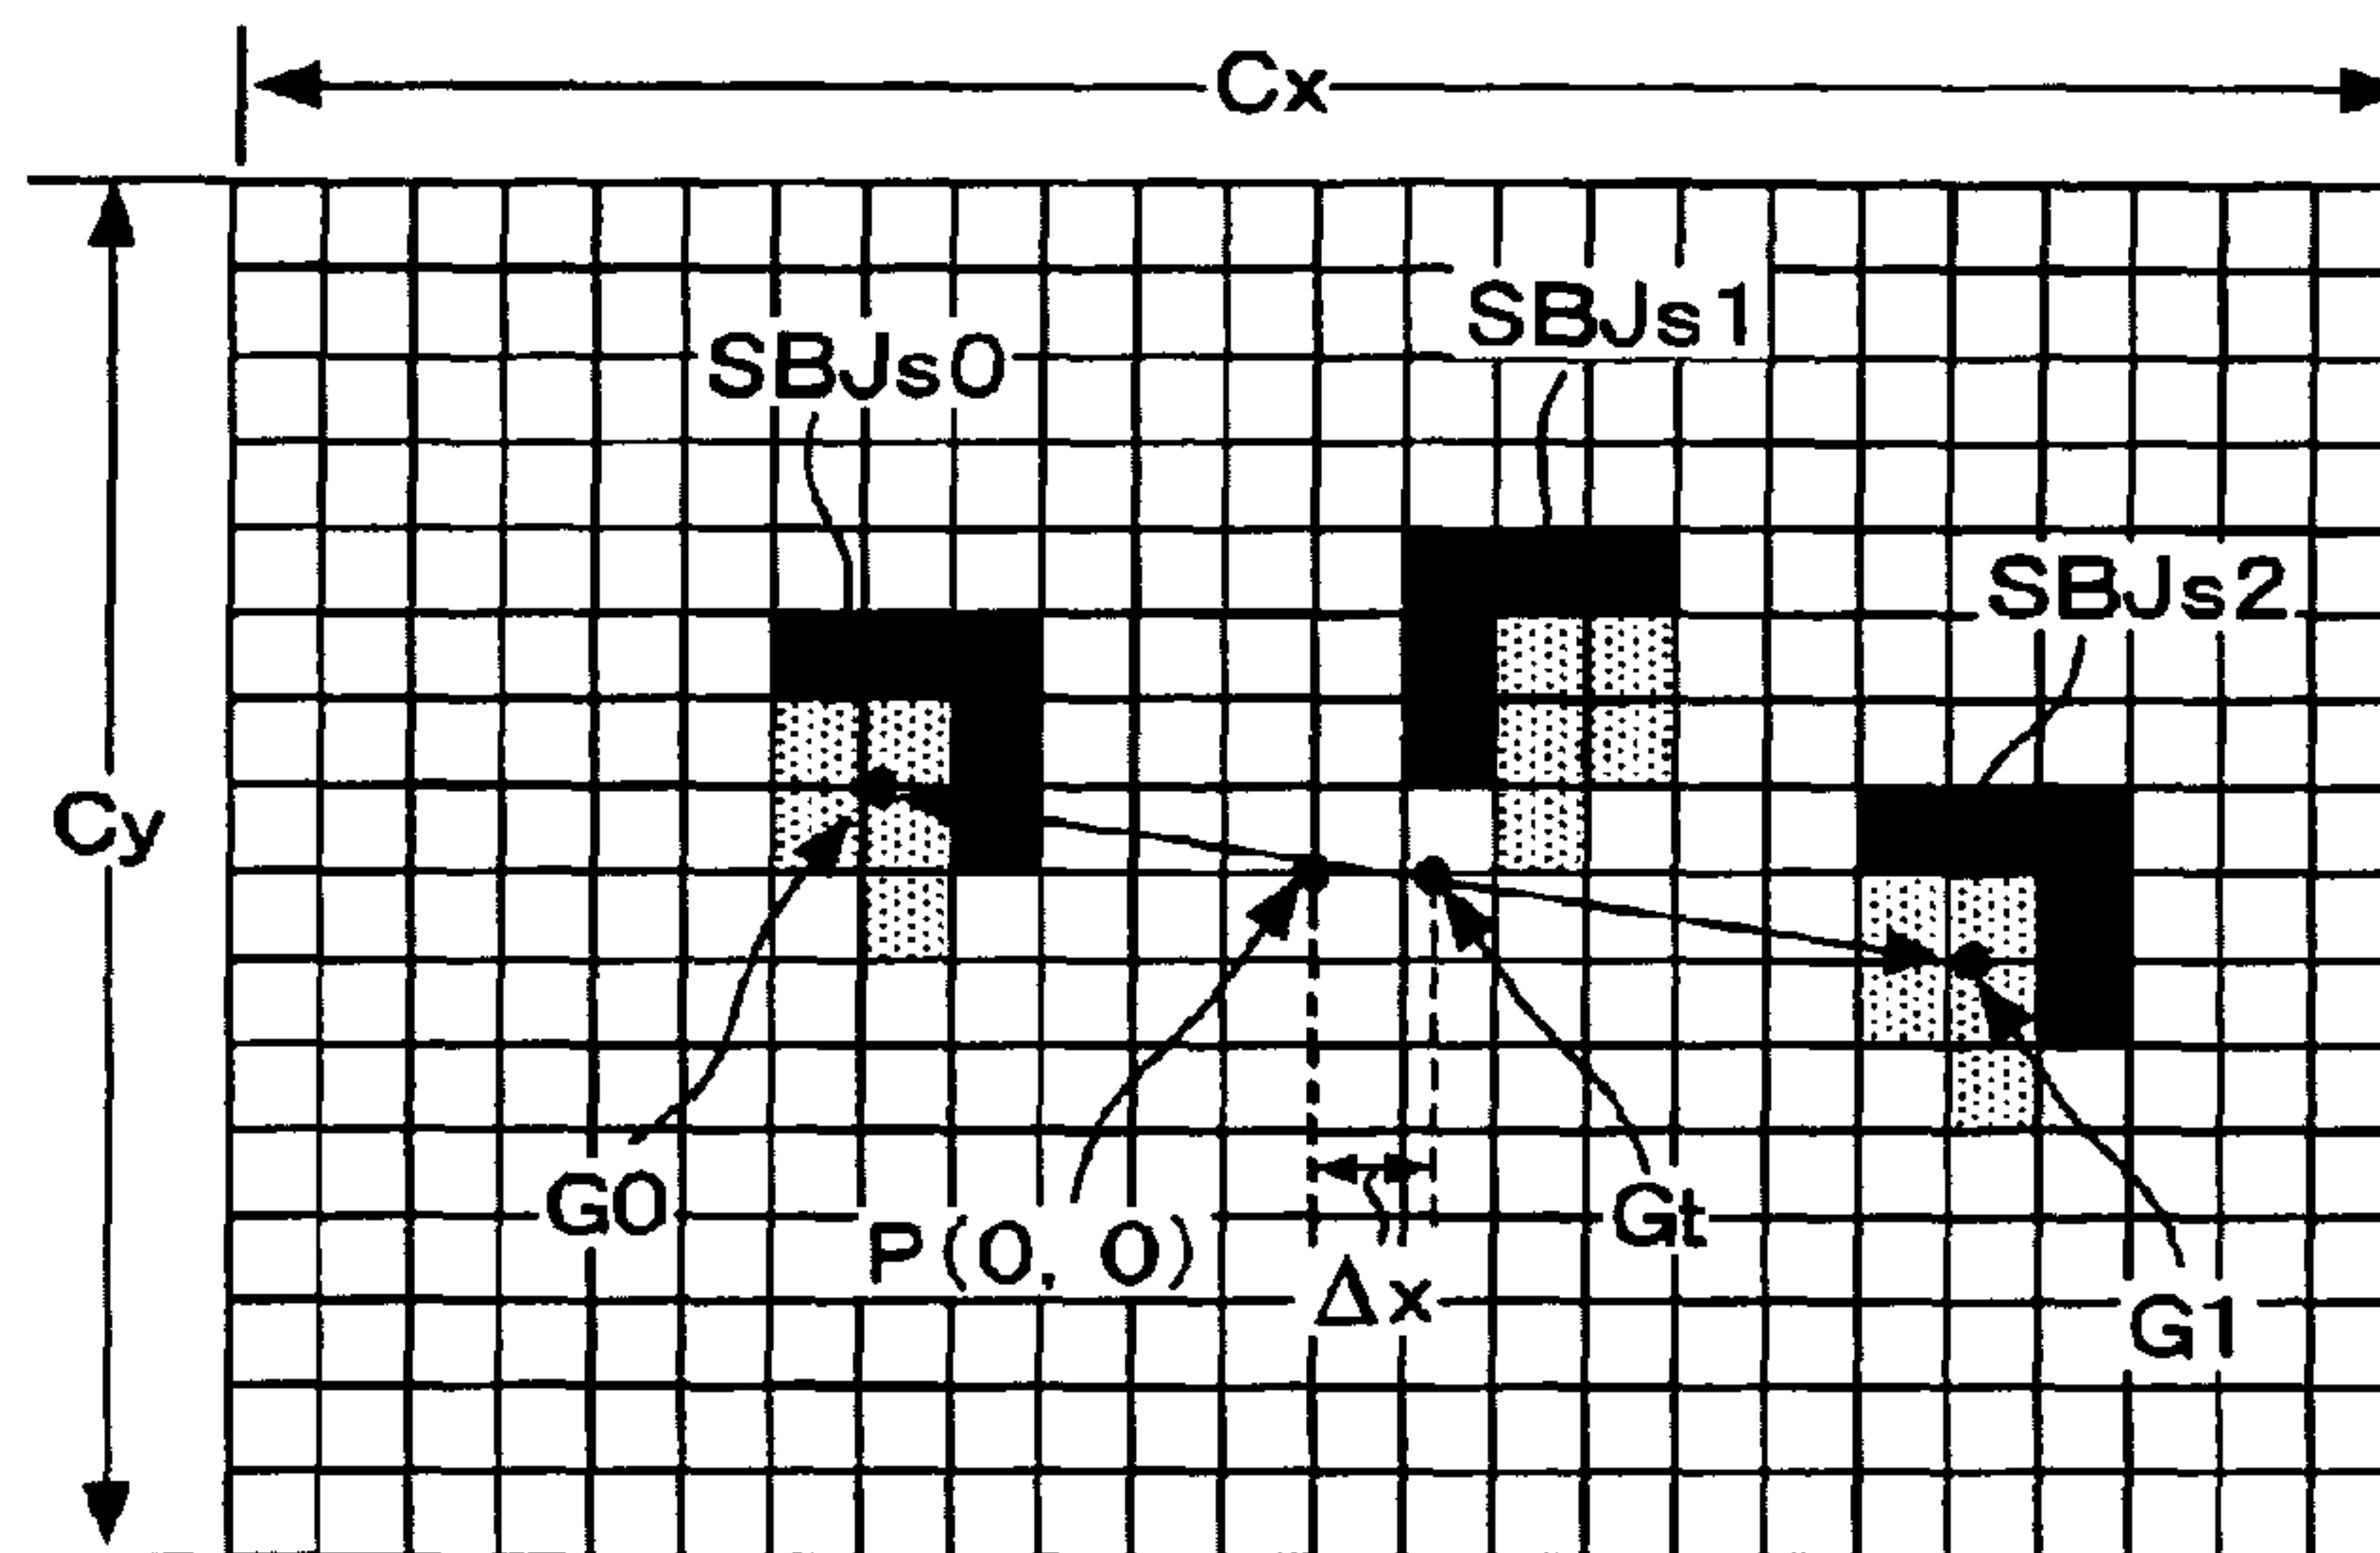 Cx
SBJs1
SBJs0
SBJs2
Cy
G0
P(0, 0)
Gt
Δx
G1